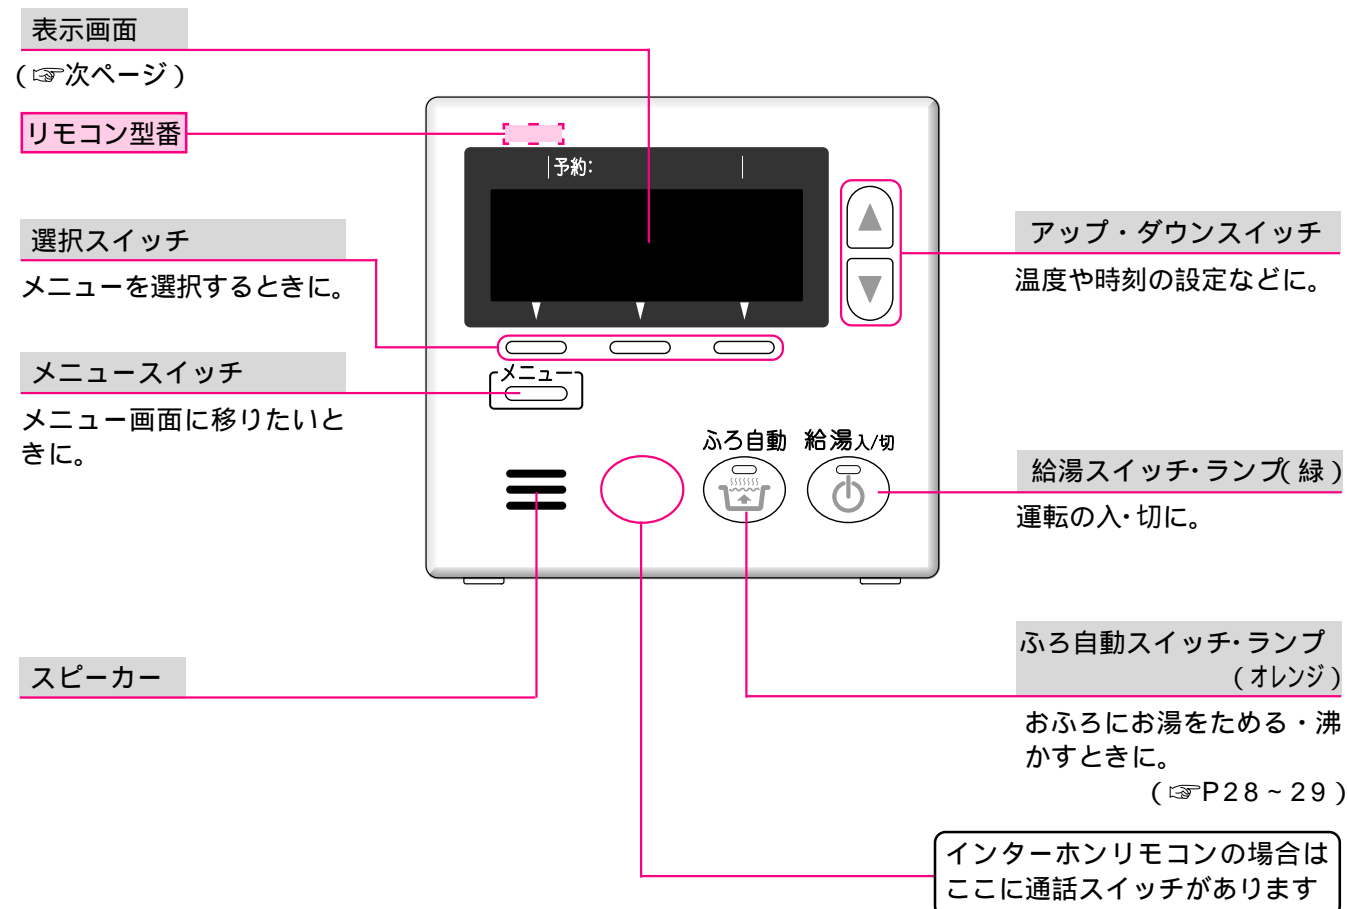 表示画面
(☞次ページ)
リモコン型番
予約:
選択スイッチ
メニューを選択するときに。
アップ・ダウンスイッチ
温度や時刻の設定などに。
メニュースイッチ
メニュー画面に移りたいと
きに。
メニュー
ふろ自動 給湯入/切
給湯スイッチ・ランプ(緑)
運転の入・切に。
スピーカー
ふろ自動スイッチ・ランプ
(オレンジ)
おふろにお湯をためる・沸
かすときに。
(☞P28~29)
インターホンリモコンの場合は
ここに通話スイッチがあります